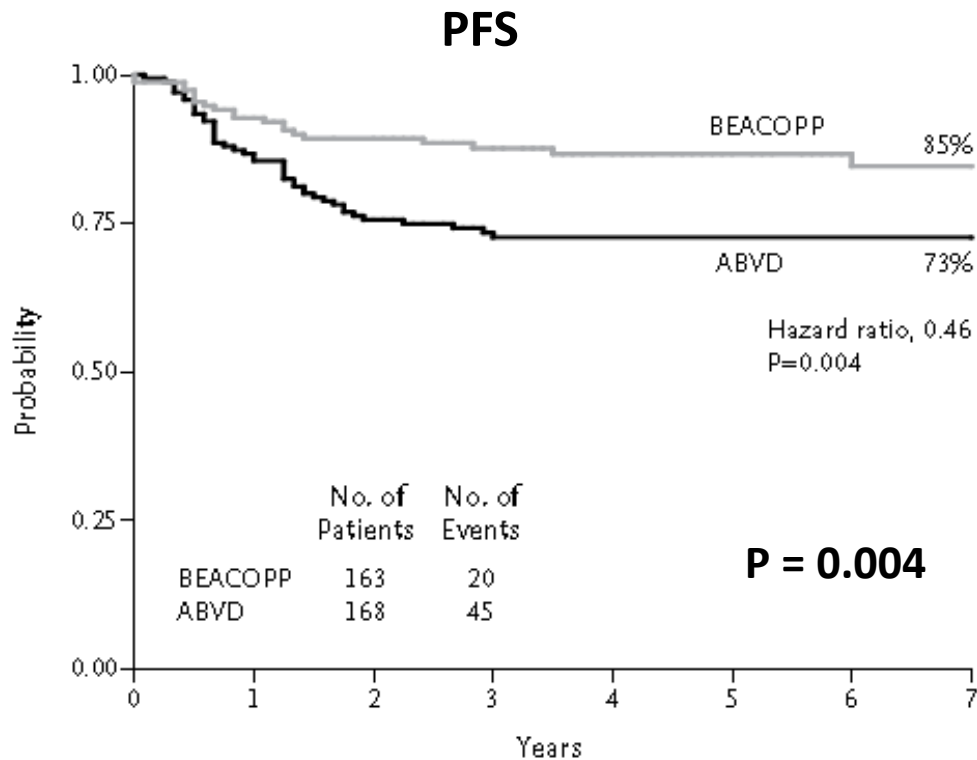 PFS
1.00
BEACOPP
85%
0.75
ABVD
73%
Hazard ratio, 0.46
P=0.004
0.50
Probability
No. of No. of
Patients Events
0.25
P = 0.004
BEACOPP 163 20
ABVD 168 45
0.00
0 1 2 3 4 5 6 7
Years